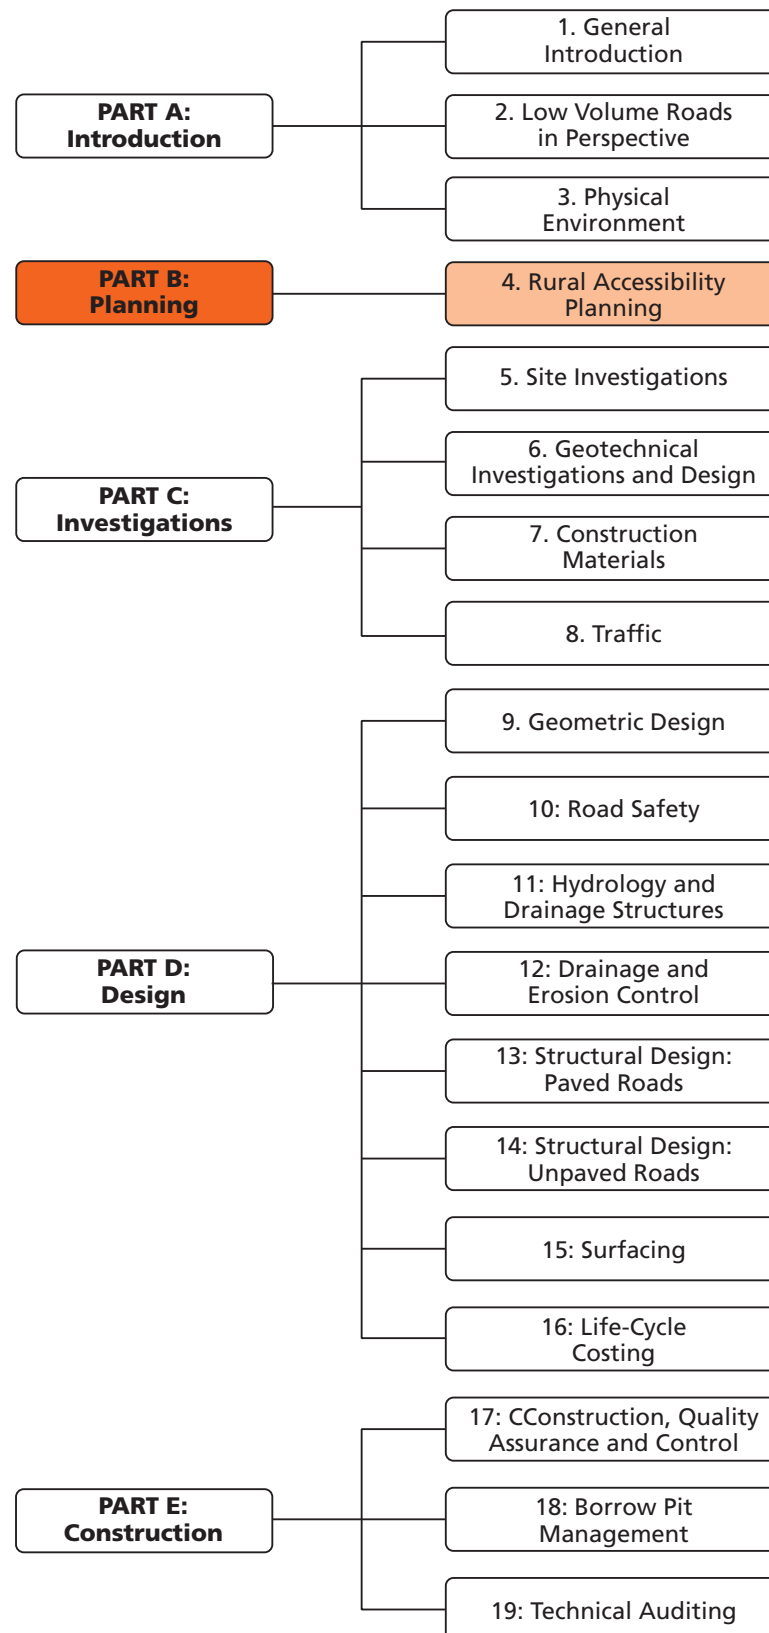 1. General
Introduction
PART A:
Introduction
2. Low Volume Roads
in Perspective
3. Physical
Environment
PART B:
Planning
4. Rural Accessibility
Planning
5. Site Investigations
6. Geotechnical
Investigations and Design
PART C:
Investigations
7. Construction
Materials
8. Traffic
9. Geometric Design
10: Road Safety
11: Hydrology and
Drainage Structures
PART D:
Design
12: Drainage and
Erosion Control
13: Structural Design:
Paved Roads
14: Structural Design:
Unpaved Roads
15: Surfacing
16: Life-Cycle
Costing
17: CConstruction, Quality
Assurance and Control
PART E:
Construction
18: Borrow Pit
Management
19: Technical Auditing